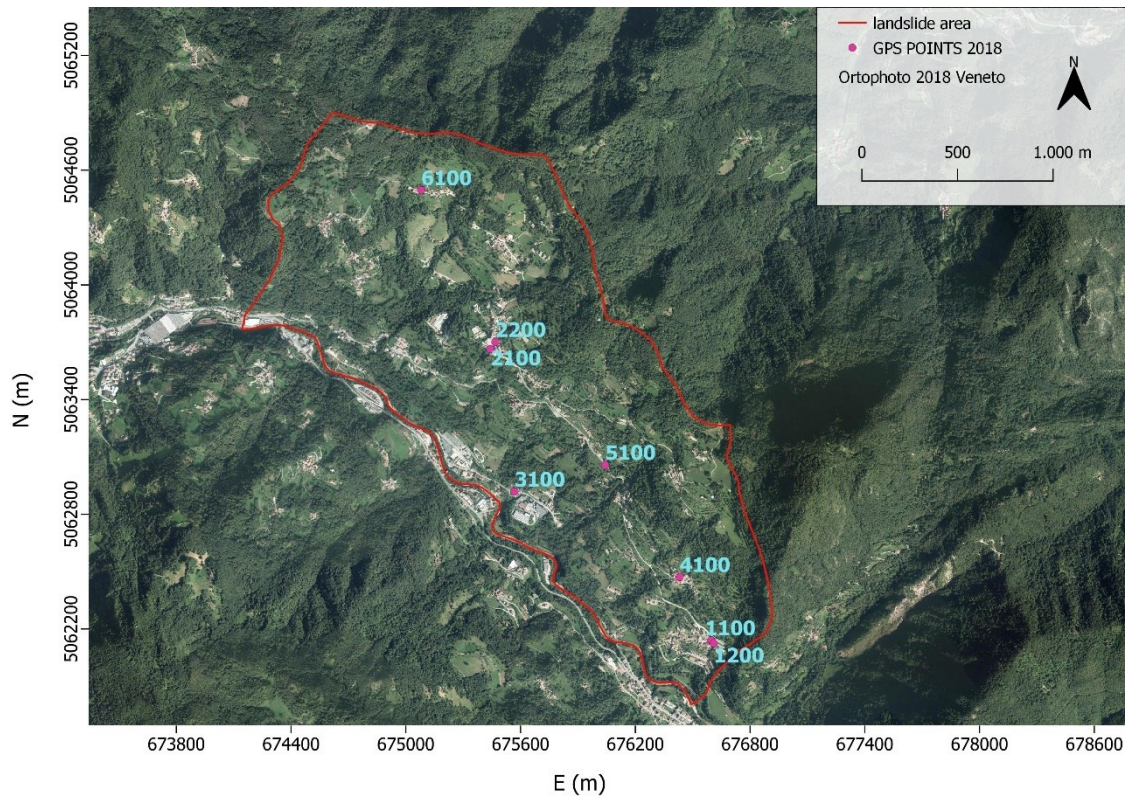 landslide area
GPS POINTS 2018
Ortophoto 2018 Veneto
N
0 500 1.000 m
5065200
5064600
5064000
5063400
5062800
5062200
N (m)
6100
2200
2100
5100
3100
4100
1100
1200
673800 674400 675000 675600 676200 676800 677400 678000 678600
E (m)